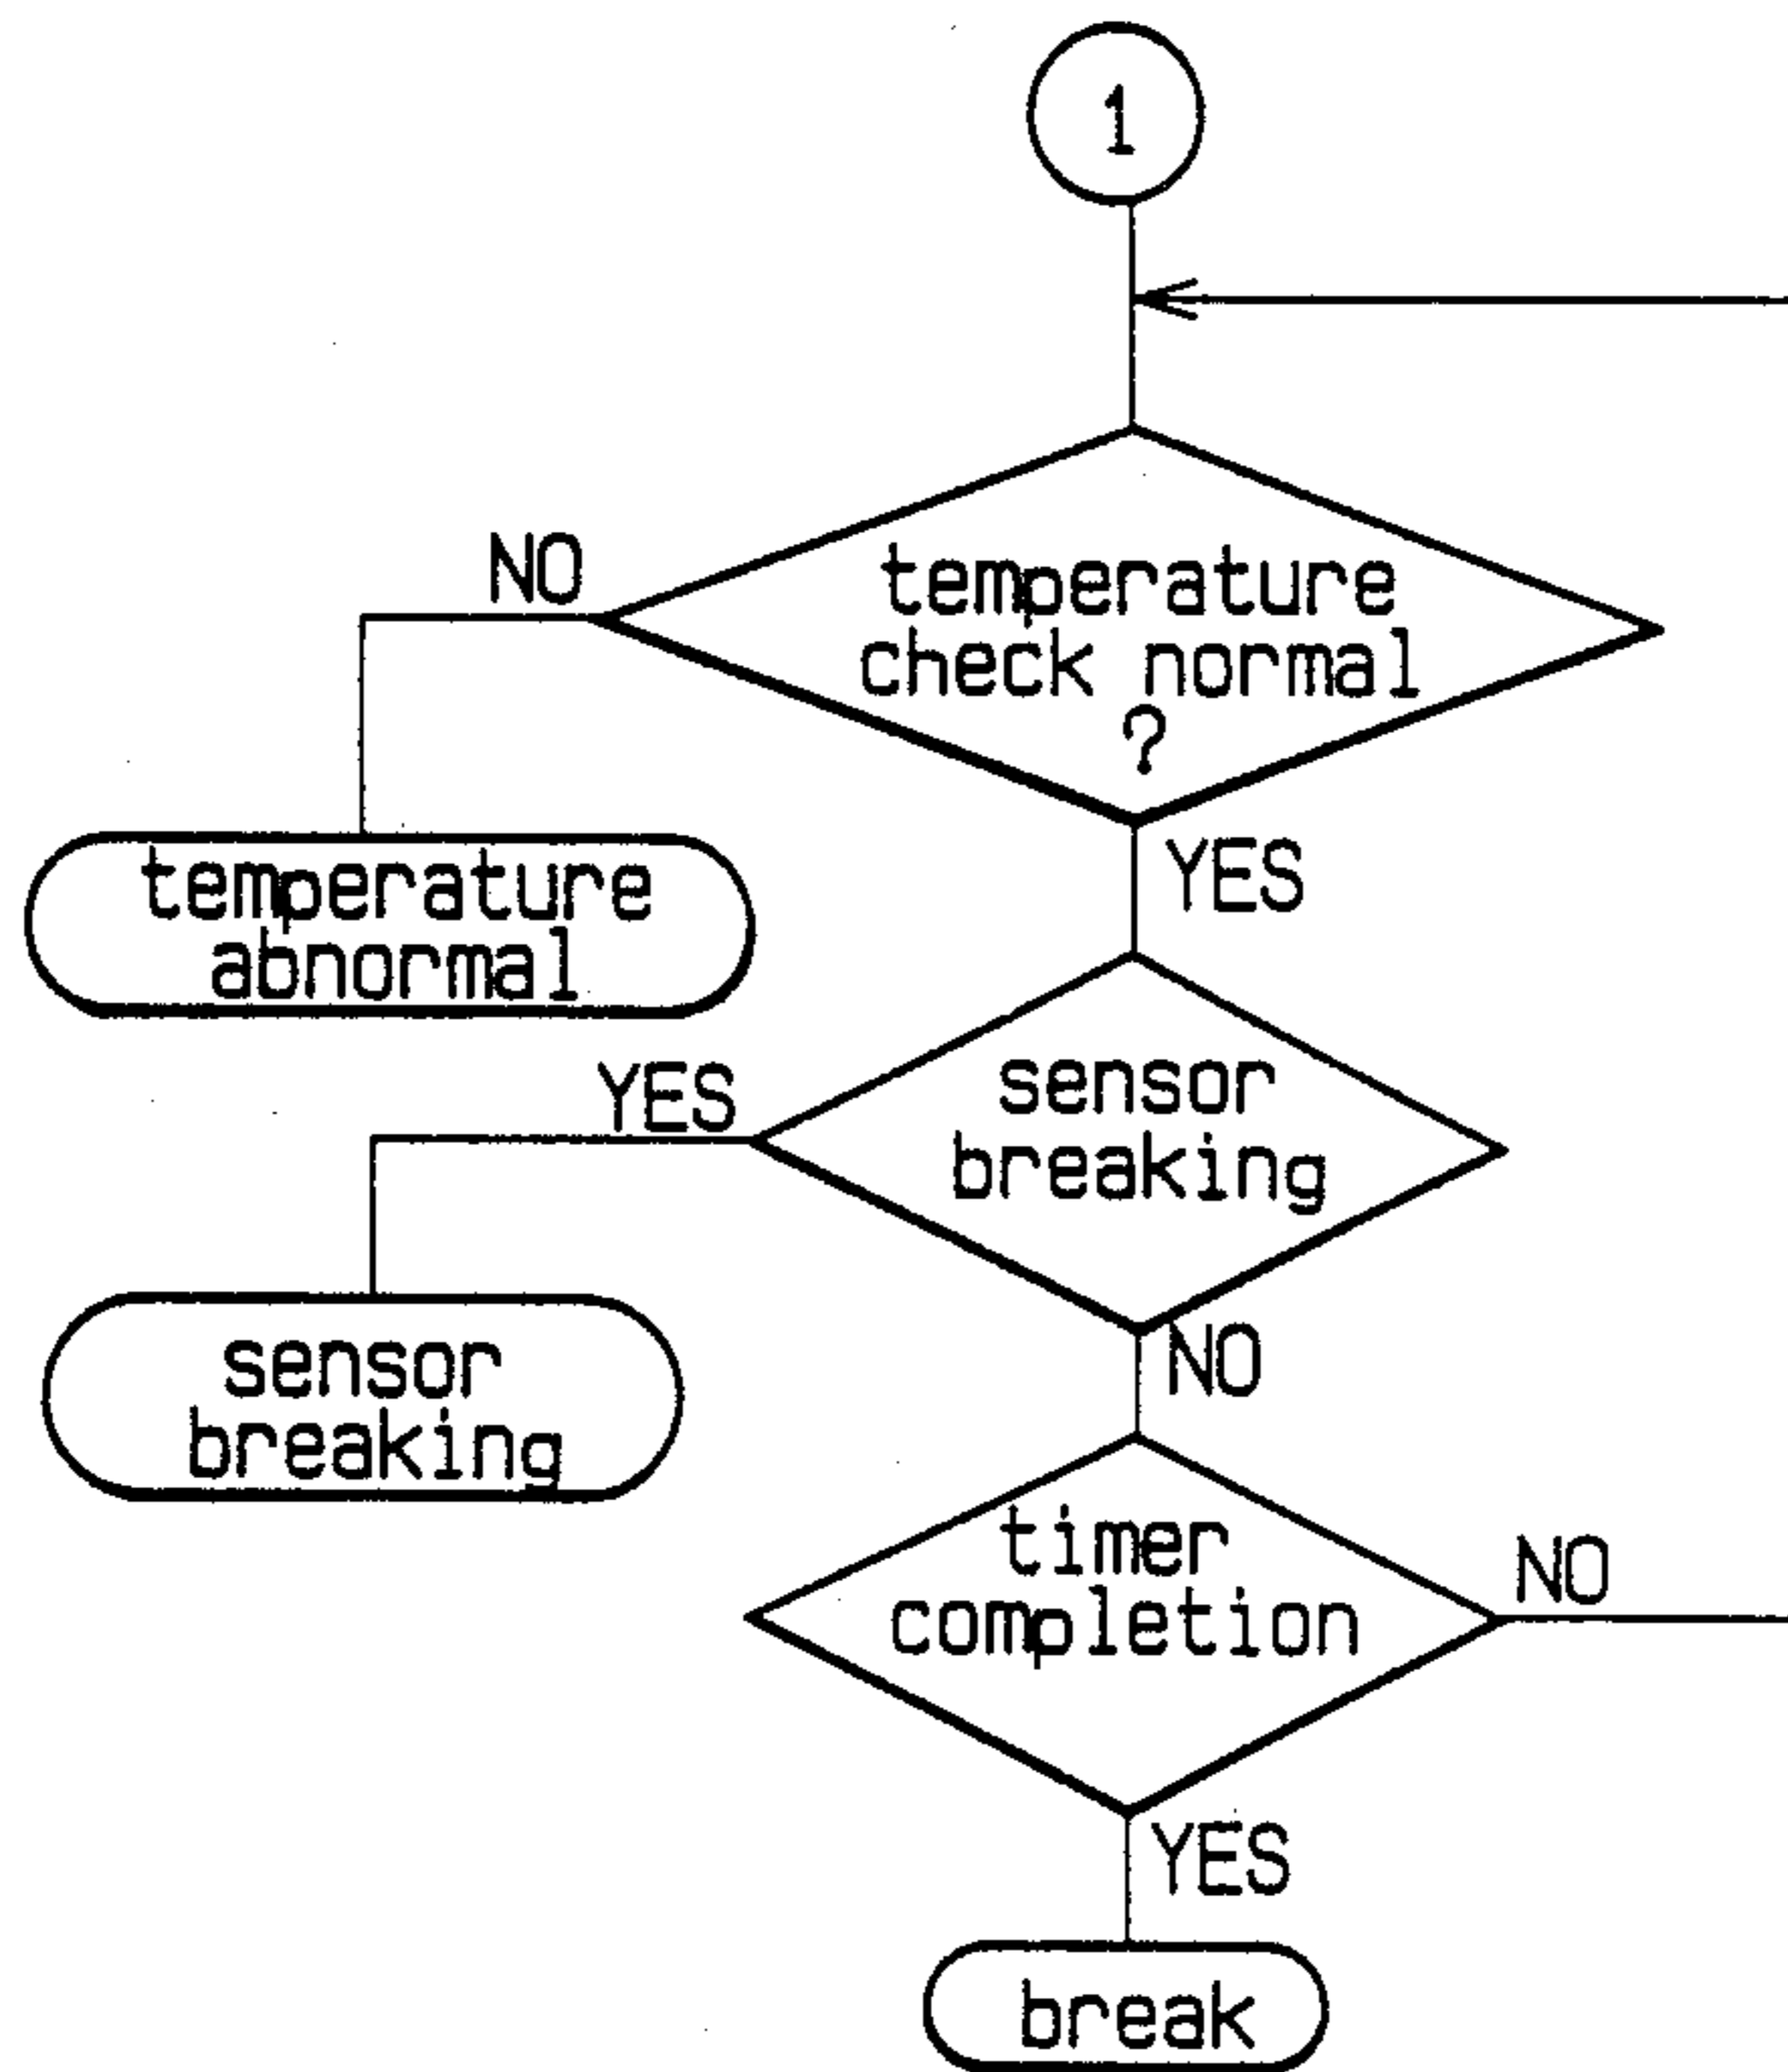 1
NO
temperature
check normal
?
YES
temperature
abnormal
YES
sensor
breaking
NO
sensor
breaking
timer
completion
NO
YES
break